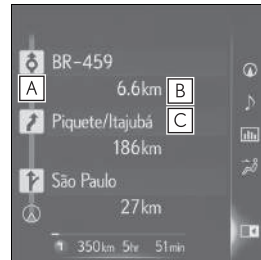 BR-459
A
6.6km B
Piquete/Itajubá C
186km
São Paulo
27km
350km 5hr 51min